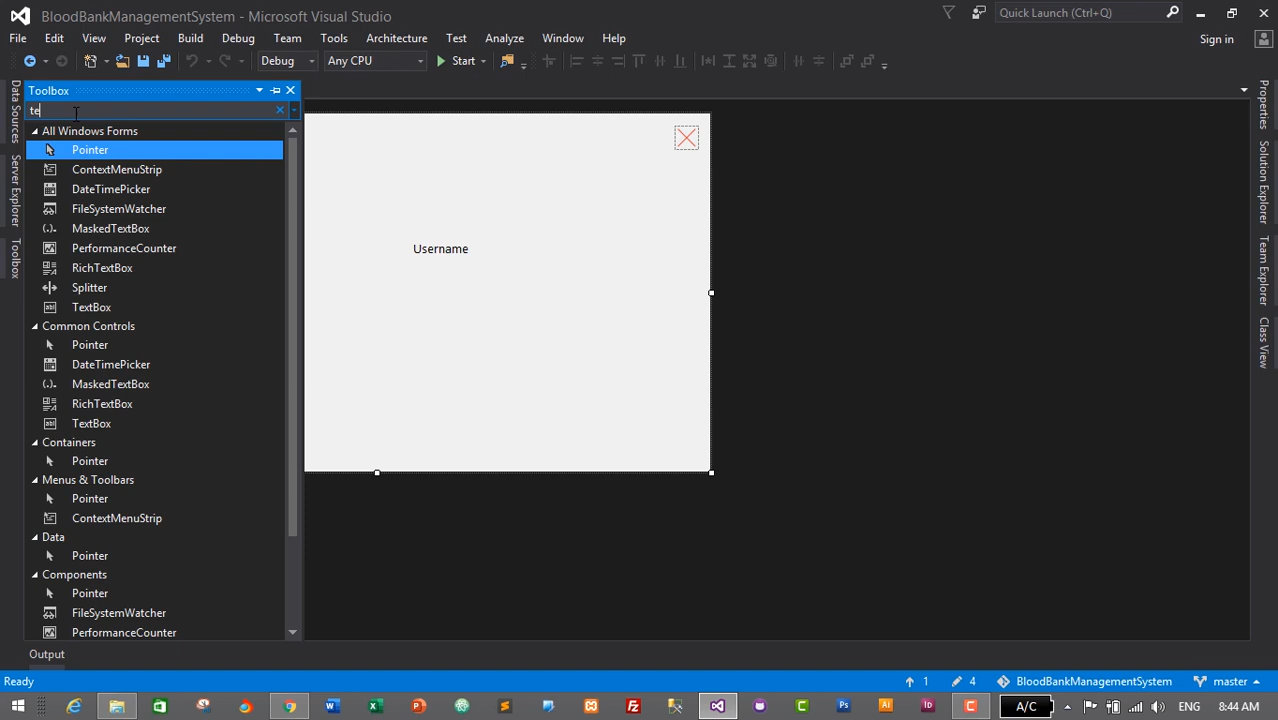 BloodBankManagementSystem - Microsoft Visual Studio
Quick Launch (Ctrl+Q)
File Edit View Project Build Debug Team Tools Architecture Test Analyze Window Help
Sign in
Debug Any CPU Start
Toolbox
te
All Windows Forms
Pointer
ContextMenuStrip
DateTimePicker
FileSystemWatcher
MaskedTextBox
PerformanceCounter
RichTextBox
Splitter
TextBox
Common Controls
Pointer
DateTimePicker
MaskedTextBox
RichTextBox
TextBox
Containers
Pointer
Menus & Toolbars
Pointer
ContextMenuStrip
Data
Pointer
Components
Pointer
FileSystemWatcher
PerformanceCounter
Data Sources
Server Explorer
Toolbox
Username
Properties
Solution Explorer
Team Explorer
Class View
Output
Ready
1 4 BloodBankManagementSystem master
A/C ENG 8:44 AM